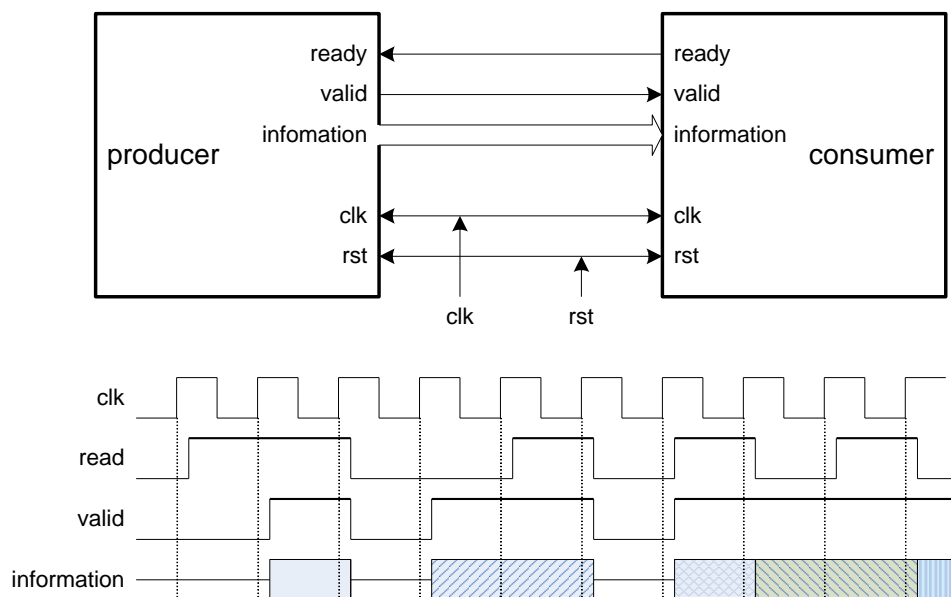 ready
ready
valid
valid
infomation
information
producer
consumer
clk
clk
rst
rst
clk
rst
clk
read
valid
information